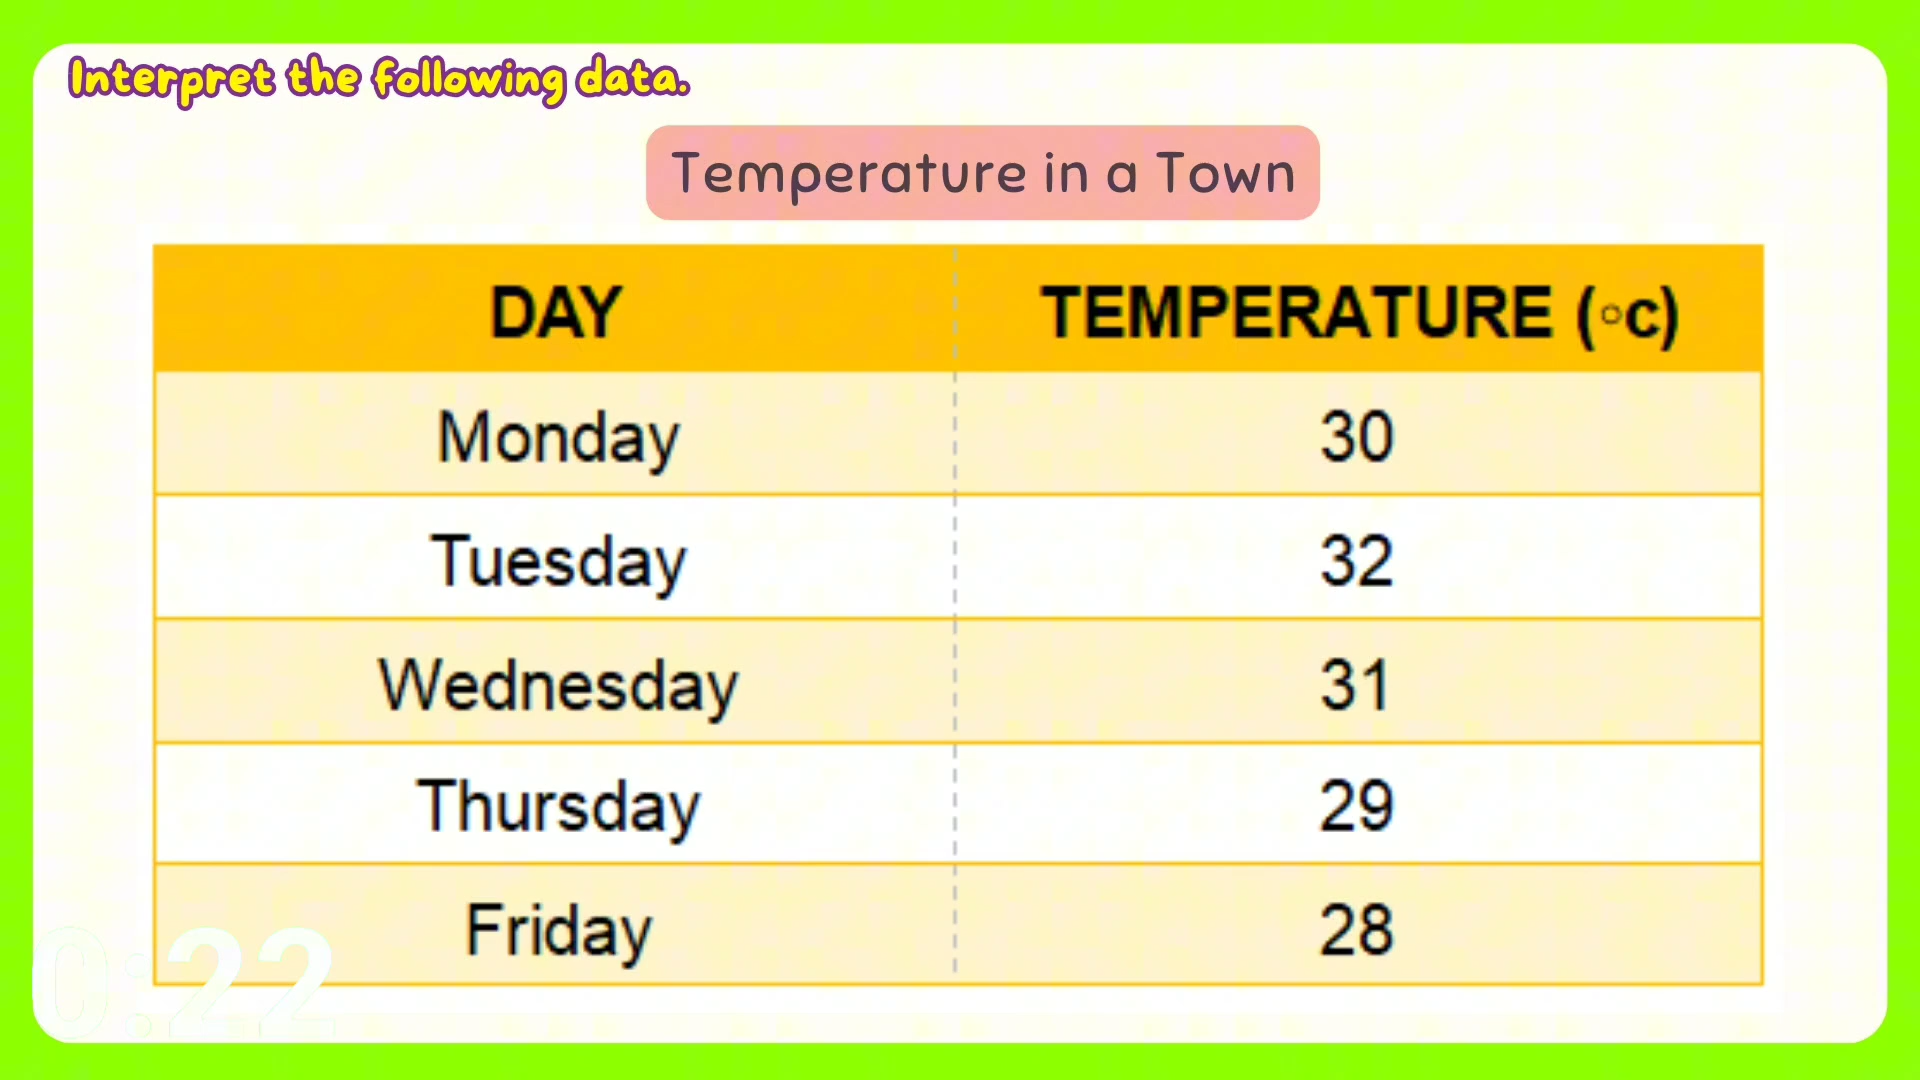 Interpret the following data.
Temperature in a Town
DAY TEMPERATURE (°c)
Monday 30
Tuesday 32
Wednesday 31
Thursday 29
Friday 28
0:22